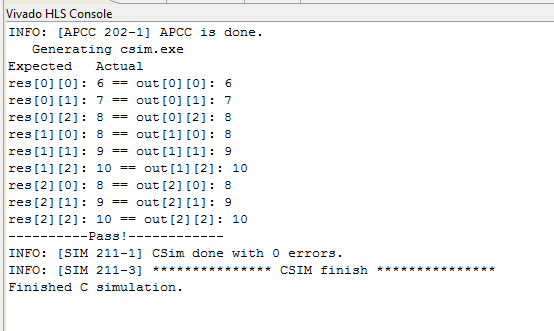 Vivado HLS Console
INFO: [APCC 202-1] APCC is done.
   Generating csim.exe
Expected   Actual
res[0][0]: 6 == out[0][0]: 6
res[0][1]: 7 == out[0][1]: 7
res[0][2]: 8 == out[0][2]: 8
res[1][0]: 8 == out[1][0]: 8
res[1][1]: 9 == out[1][1]: 9
res[1][2]: 10 == out[1][2]: 10
res[2][0]: 8 == out[2][0]: 8
res[2][1]: 9 == out[2][1]: 9
res[2][2]: 10 == out[2][2]: 10
----------Pass!------------
INFO: [SIM 211-1] CSim done with 0 errors.
INFO: [SIM 211-3] *************** CSIM finish ***************
Finished C simulation.